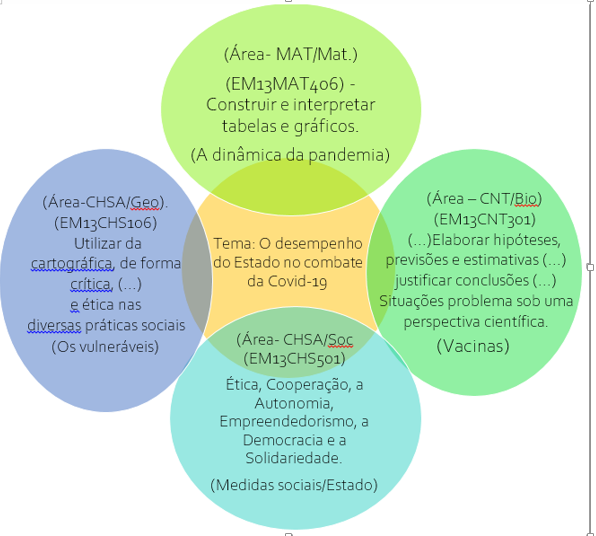 (Área- MAT/Mat.)
(EM13MAT406) -
Construir e interpretar
tabelas e gráficos.
(A dinâmica da pandemia)
(Área-CHSA/Geo).
(EM13CHS106)
Utilizar da
cartográfica, de forma
crítica, (...)
e ética nas
diversas práticas sociais
(Os vulneráveis)
Tema: O desempenho
do Estado no combate
da Covid-19
(Área – CNT/Bio)
(EM13CNT301)
(...)Elaborar hipóteses,
previsões e estimativas (...)
justificar conclusões (...)
Situações problema sob uma
perspectiva científica.
(Vacinas)
(Área- CHSA/Soc
(EM13CHS501)
Ética, Cooperação, a
Autonomia,
Empreendedorismo, a
Democracia e a
Solidariedade.
(Medidas sociais/Estado)